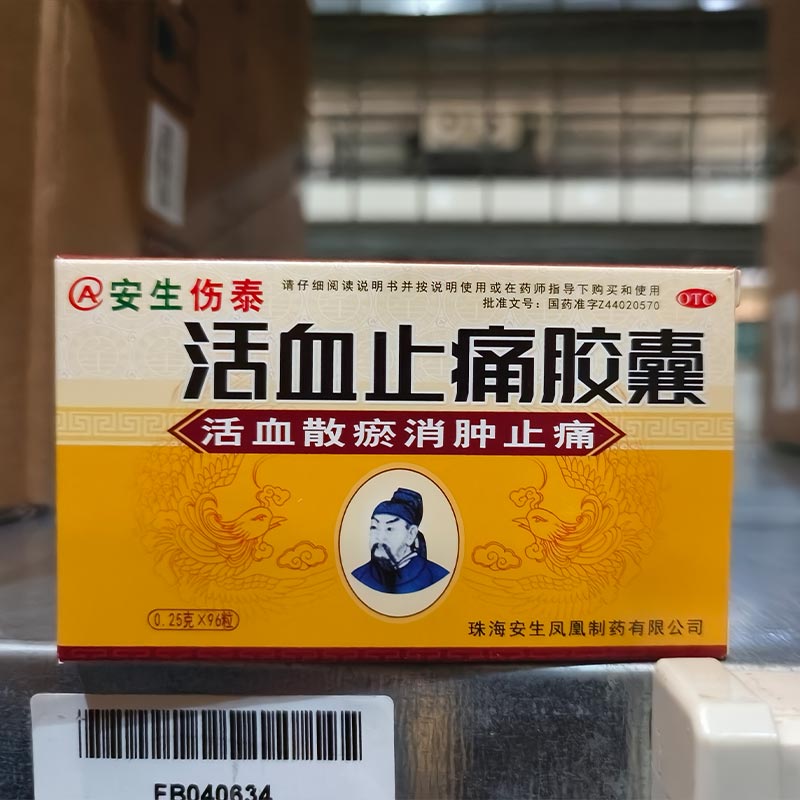 安生伤泰
请仔细阅读说明书并按说明使用或在药师指导下购买和使用
批准文号：国药准字Z44020570
OTC
活血止痛胶囊
活血散瘀消肿止痛
0.25克×96粒
珠海安生凤凰制药有限公司
FB040634